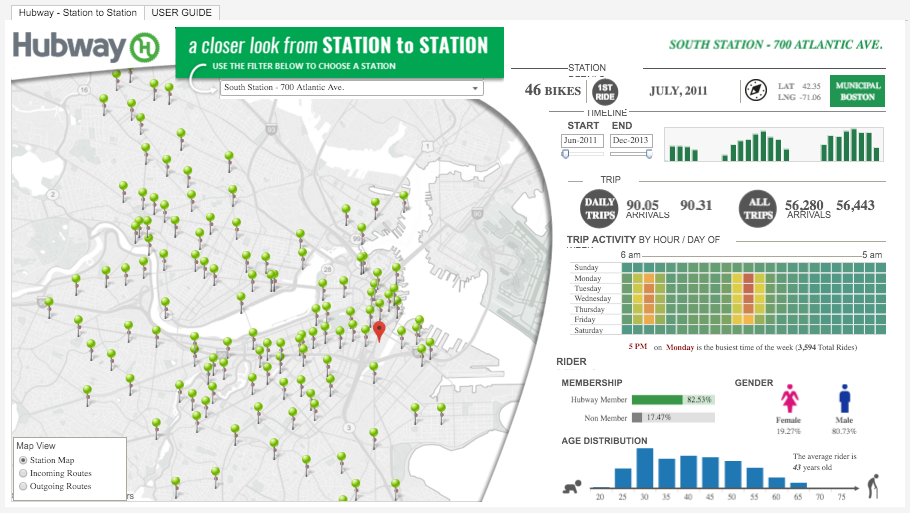 Hubway - Station to Station
USER GUIDE
Hubway H
a closer look from STATION to STATION
USE THE FILTER BELOW TO CHOOSE A STATION
South Station - 700 Atlantic Ave.
SOUTH STATION - 700 ATLANTIC AVE.
STATION
46 BIKES
1ST RIDE
JULY, 2011
LAT 42.35
LNG -71.06
MUNICIPAL
BOSTON
TIMELINE
START END
Jun-2011 Dec-2013
TRIP
DAILY TRIPS
90.05 90.31
ARRIVALS
ALL TRIPS
56,280 56,443
ARRIVALS
TRIP ACTIVITY BY HOUR / DAY OF
6 am 5 am
Sunday
Monday
Tuesday
Wednesday
Thursday
Friday
Saturday
5 PM on Monday is the busiest time of the week (3,594 Total Rides)
RIDER
MEMBERSHIP
Hubway Member 82.53%
Non Member 17.47%
GENDER
Female Male
19.27% 80.73%
AGE DISTRIBUTION
The average rider is
43 years old
20 25 30 35 40 45 50 55 60 65 70 75
Map View
Station Map
Incoming Routes
Outgoing Routes
rs
1
2
28
3